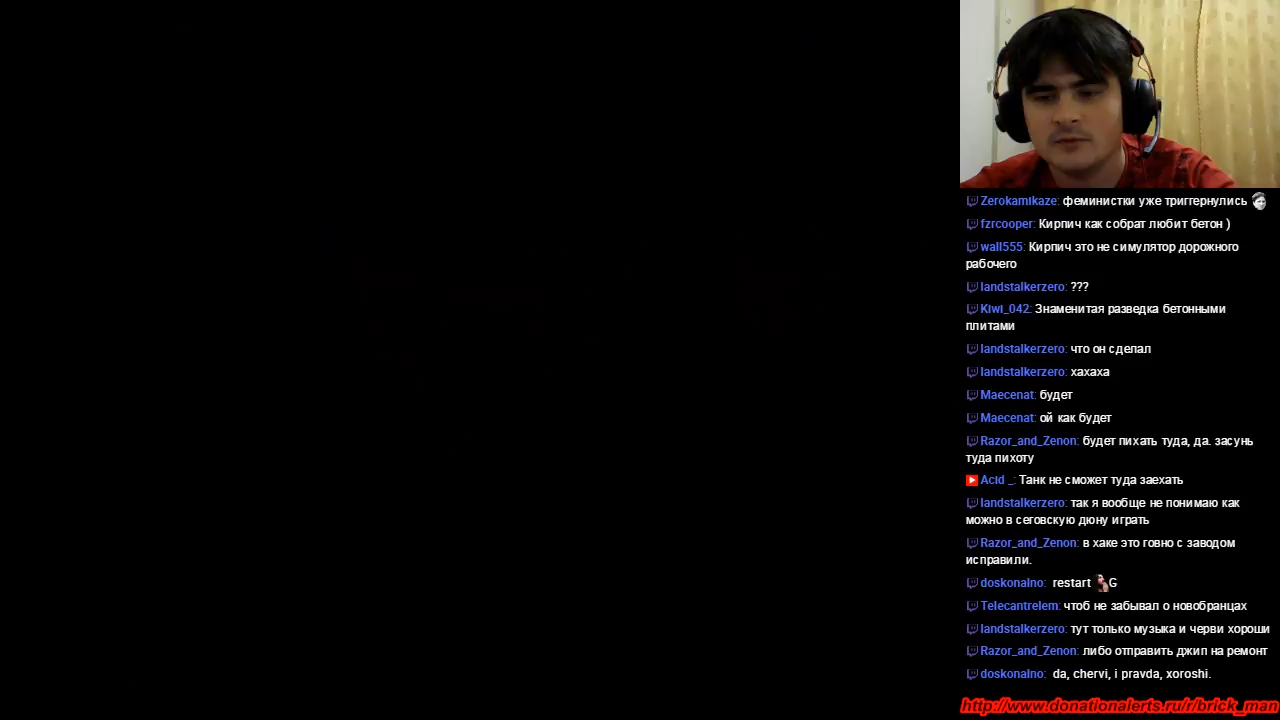 Zerokamikaze: феминистки уже триггернулись
fzrcooper: Кирпич как собрат любит бетон )
wall555: Кирпич это не симулятор дорожного
рабочего
landstalkerzero: ???
Kiwi_042: Знаменитая разведка бетонными
плитами
landstalkerzero: что он сделал
landstalkerzero: хахаха
Maecenat: будет
Maecenat: ой как будет
Razor_and_Zenon: будет пихать туда, да. засунь
туда пихоту
Acid _: Танк не сможет туда заехать
landstalkerzero: так я вообще не понимаю как
можно в сеговскую дюну играть
Razor_and_Zenon: в хаке это говно с заводом
исправили.
doskonalno: restart G
Telecantrelem: чтоб не забывал о новобранцах
landstalkerzero: тут только музыка и черви хороши
Razor_and_Zenon: либо отправить джип на ремонт
doskonalno: da, chervi, i pravda, xoroshi.
http://www.donationalerts.ru/r/brick_man